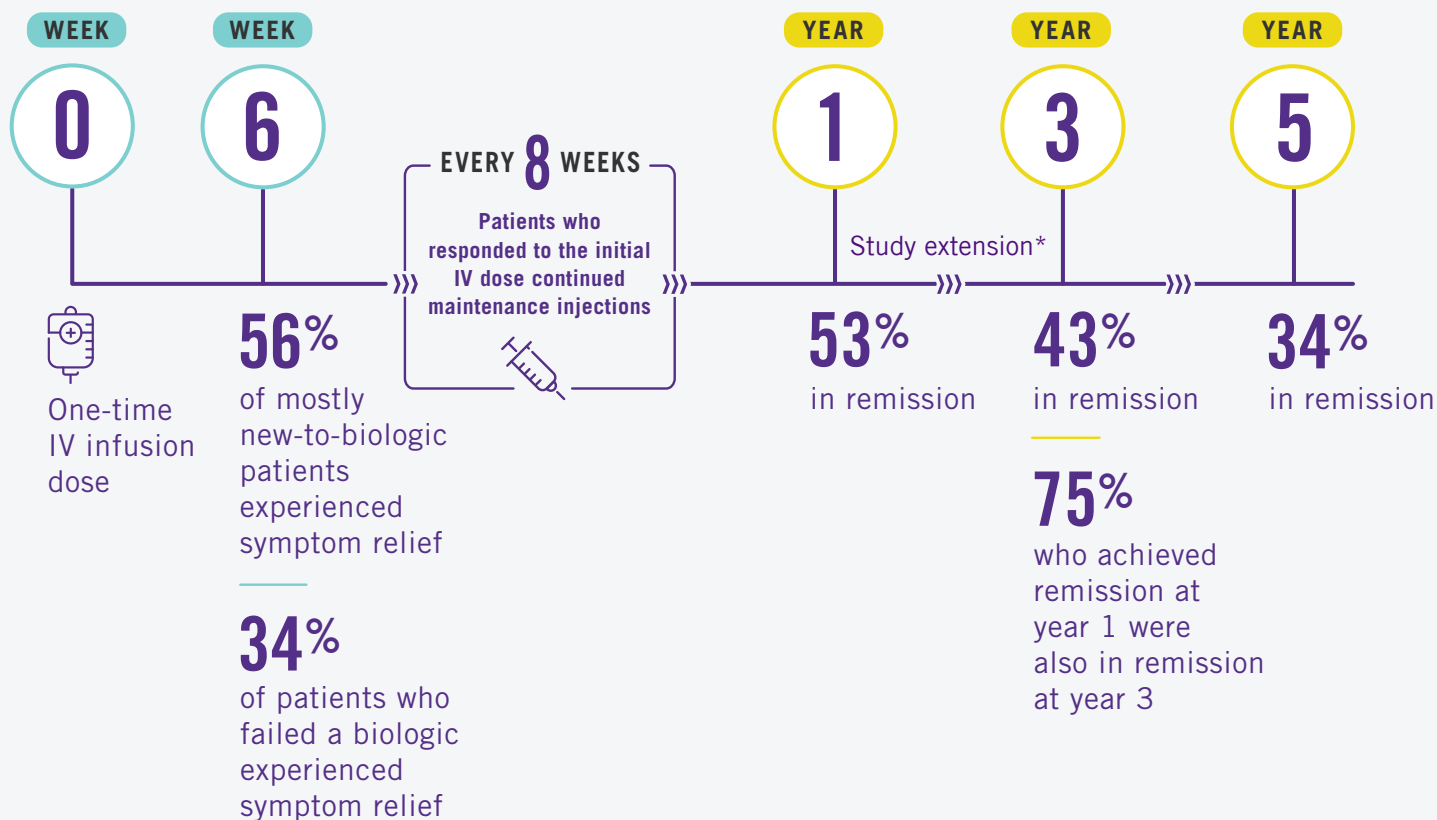 WEEK
0
One-time
IV infusion
dose
WEEK
6
56%
of mostly
new-to-biologic
patients
experienced
symptom relief
34%
of patients who
failed a biologic
experienced
symptom relief
EVERY 8 WEEKS
Patients who
responded to the initial
IV dose continued
maintenance injections
YEAR
1
53%
in remission
Study extension*
YEAR
3
43%
in remission
75%
who achieved
remission at
year 1 were
also in remission
at year 3
YEAR
5
34%
in remission